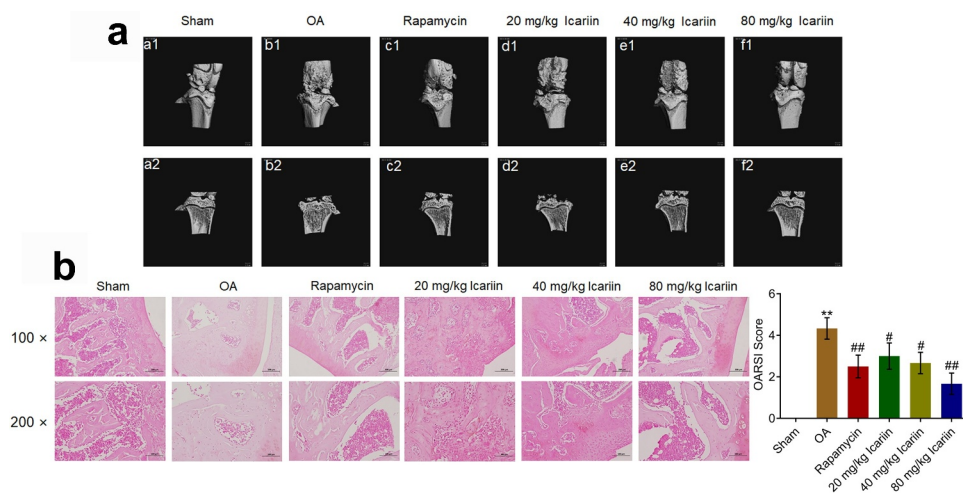 a
Sham OA Rapamycin 20 mg/kg Icariin 40 mg/kg Icariin 80 mg/kg Icariin
a1 b1 c1 d1 e1 f1
a2 b2 c2 d2 e2 f2
b
Sham OA Rapamycin 20 mg/kg Icariin 40 mg/kg Icariin 80 mg/kg Icariin
100 ×
200 ×
OARSI Score
6
4
2
0
** ## # # ##
Sham
OA
Rapamycin
20 mg/kg Icariin
40 mg/kg Icariin
80 mg/kg Icariin